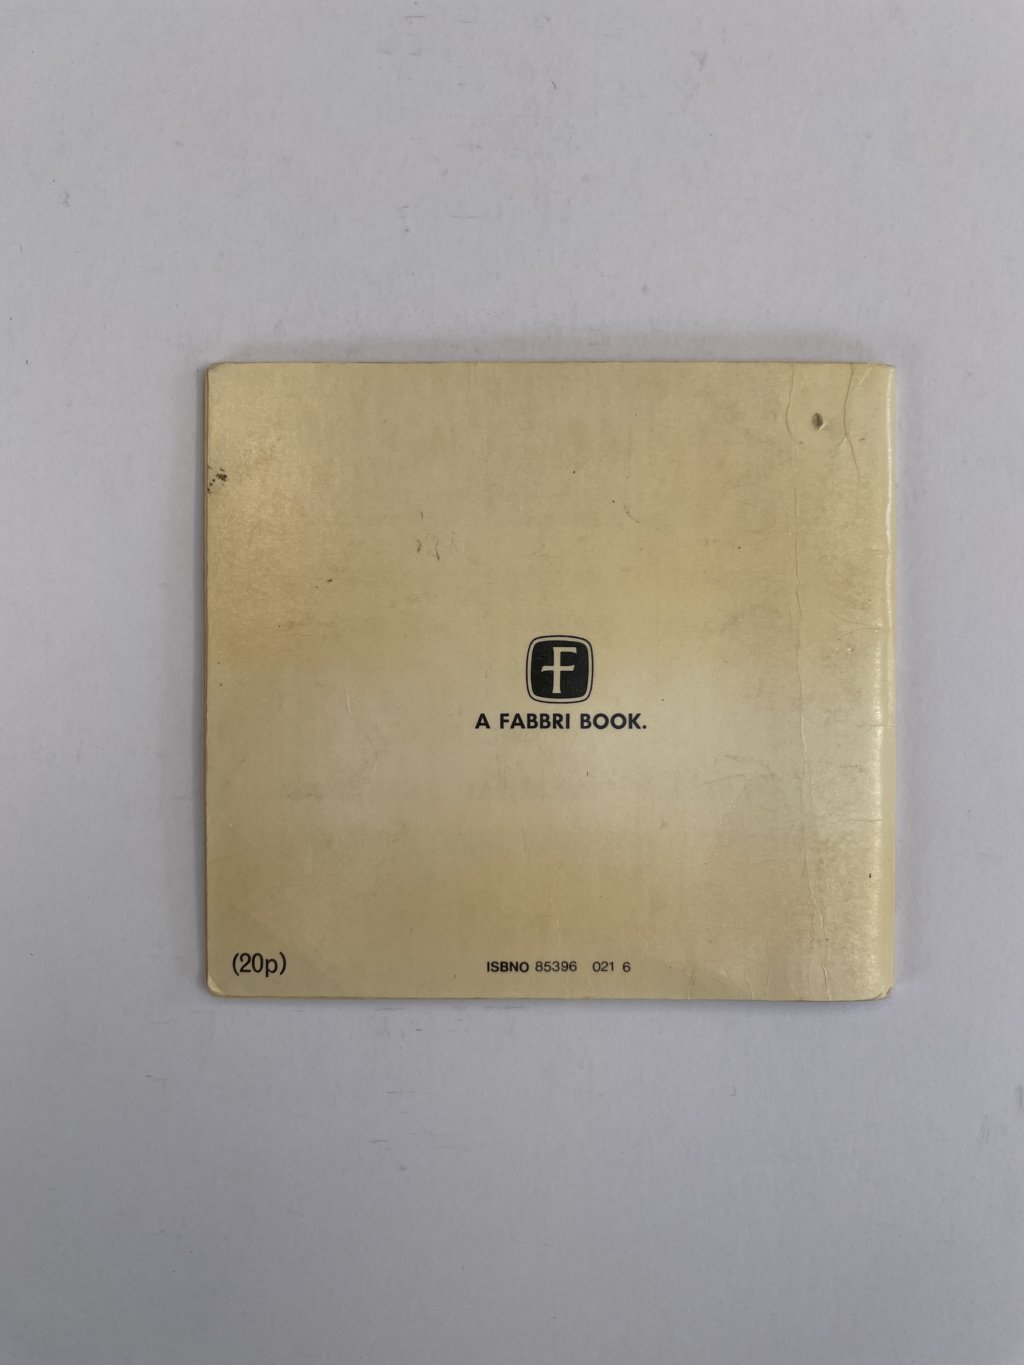 F
A FABBRI BOOK.
(20p)
ISBNO 85396 021 6